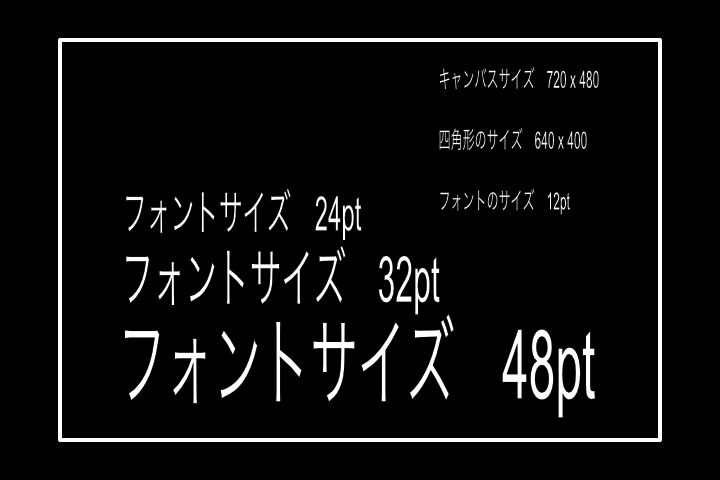 キャンバスサイズ　720 x 480
四角形のサイズ　640 x 400
フォントのサイズ　12pt
フォントサイズ　24pt
フォントサイズ　32pt
フォントサイズ　48pt